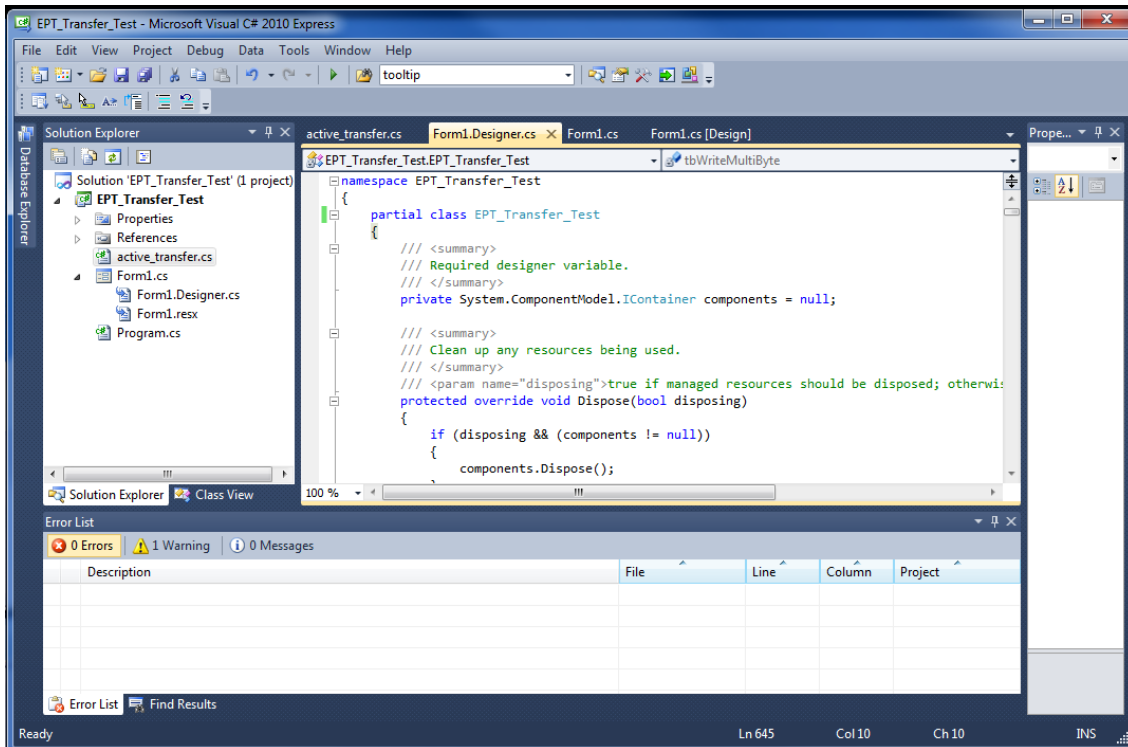 EPT_Transfer_Test - Microsoft Visual C# 2010 Express
File Edit View Project Debug Data Tools Window Help
tooltip
Database Explorer
Solution Explorer
Solution 'EPT_Transfer_Test' (1 project)
EPT_Transfer_Test
Properties
References
active_transfer.cs
Form1.cs
Form1.Designer.cs
Form1.resx
Program.cs
Solution Explorer Class View
active_transfer.cs Form1.Designer.cs Form1.cs Form1.cs [Design]
EPT_Transfer_Test.EPT_Transfer_Test tbWriteMultiByte
namespace EPT_Transfer_Test
{
partial class EPT_Transfer_Test
{
/// <summary>
/// Required designer variable.
/// </summary>
private System.ComponentModel.IContainer components = null;
/// <summary>
/// Clean up any resources being used.
/// </summary>
/// <param name="disposing">true if managed resources should be disposed; otherwis
protected override void Dispose(bool disposing)
{
if (disposing && (components != null))
{
components.Dispose();
100 %
Prope...
Error List
0 Errors 1 Warning 0 Messages
Description File Line Column Project
Error List Find Results
Ready Ln 645 Col 10 Ch 10 INS